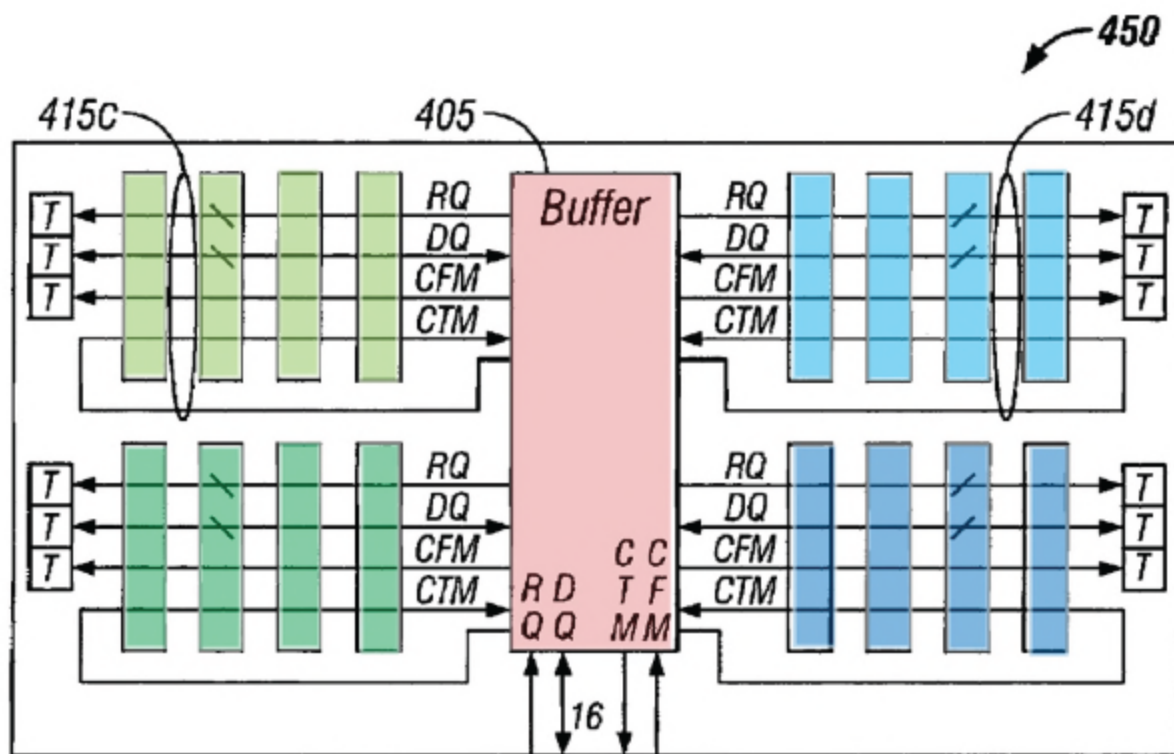 450
415c 405 415d
T RQ Buffer RQ T
T DQ DQ T
T CFM CFM T
CTM CTM
T RQ RQ T
T DQ DQ T
T CFM C C CFM T
CTM R D T F CTM
Q Q M M
16